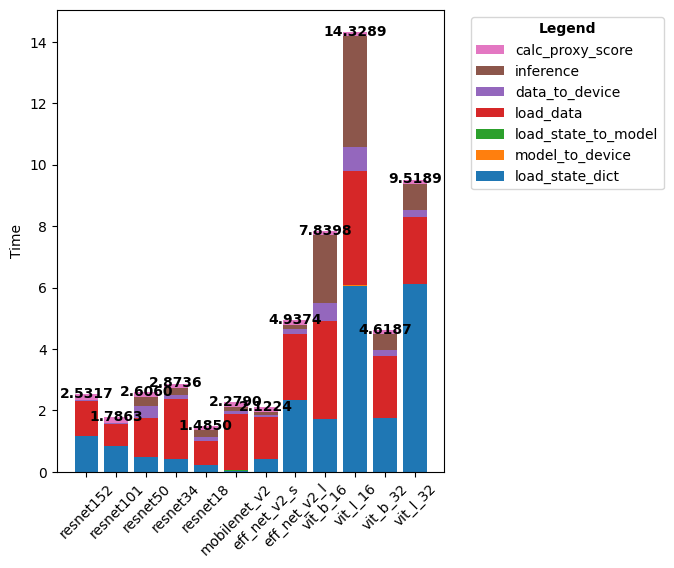 14.3289
9.5189
7.8398
4.9374
4.6187
2.5317
2.6060
2.8736
1.7863
1.4850
2.2790
2.1224
Time
14
12
10
8
6
4
2
0
resnet152
resnet101
resnet50
resnet34
resnet18
mobilenet_v2
eff_net_v2_s
eff_net_v2_l
vit_b_16
vit_l_16
vit_b_32
vit_l_32
Legend
calc_proxy_score
inference
data_to_device
load_data
load_state_to_model
model_to_device
load_state_dict